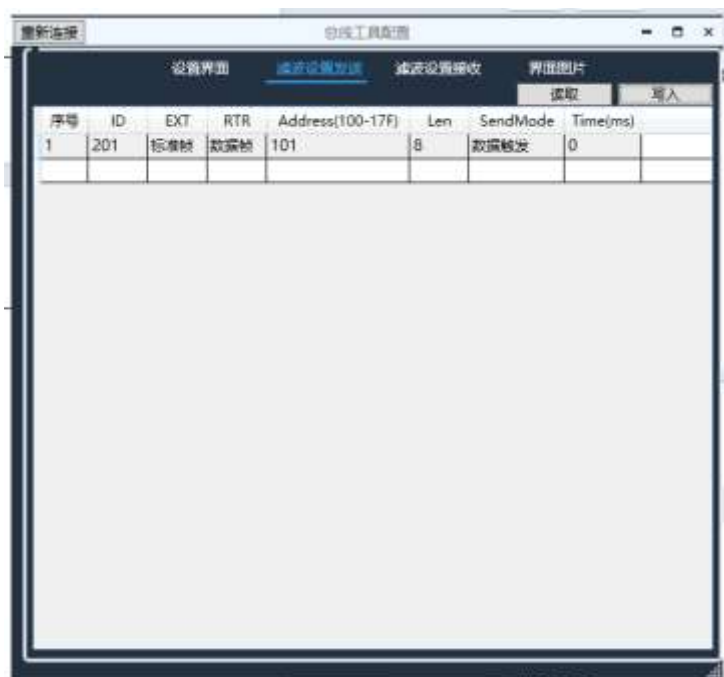 重新连接 总线工具配置
设置界面 滤波设置发送 滤波设置接收 界面图片
读取 写入
序号 ID EXT RTR Address(100-17F) Len SendMode Time(ms)
1 201 标准帧 数据帧 101 8 数据触发 0